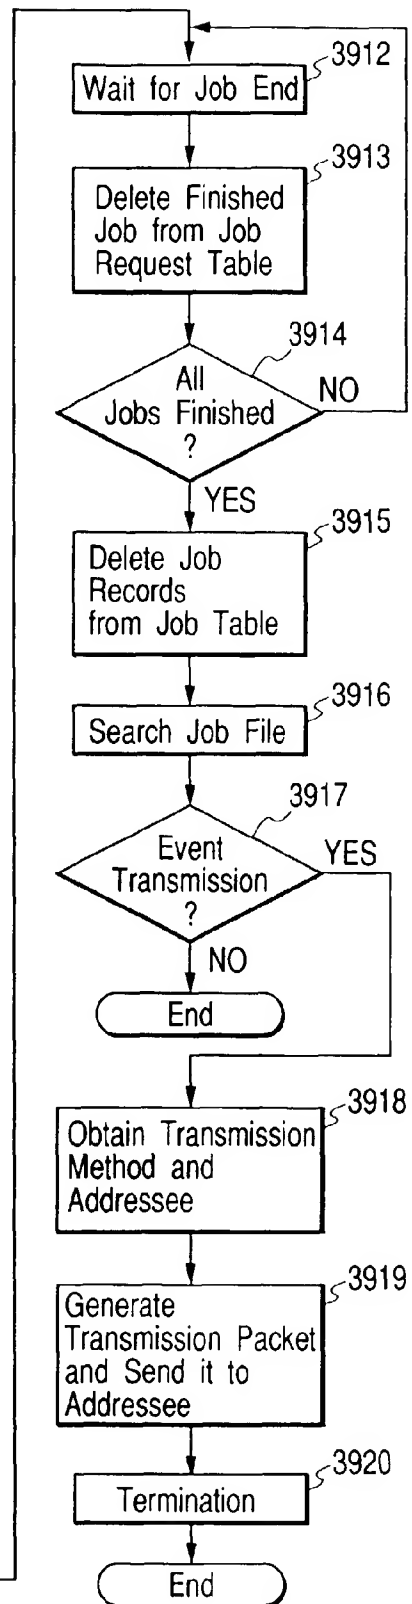 3912
Wait for Job End
3913
Delete Finished
Job from Job
Request Table
3914
All
Jobs Finished
?
NO
YES
3915
Delete Job
Records
from Job Table
3916
Search Job File
3917
Event
Transmission
?
YES
NO
End
3918
Obtain Transmission
Method and
Addressee
3919
Generate
Transmission Packet
and Send it to
Addressee
3920
Termination
End